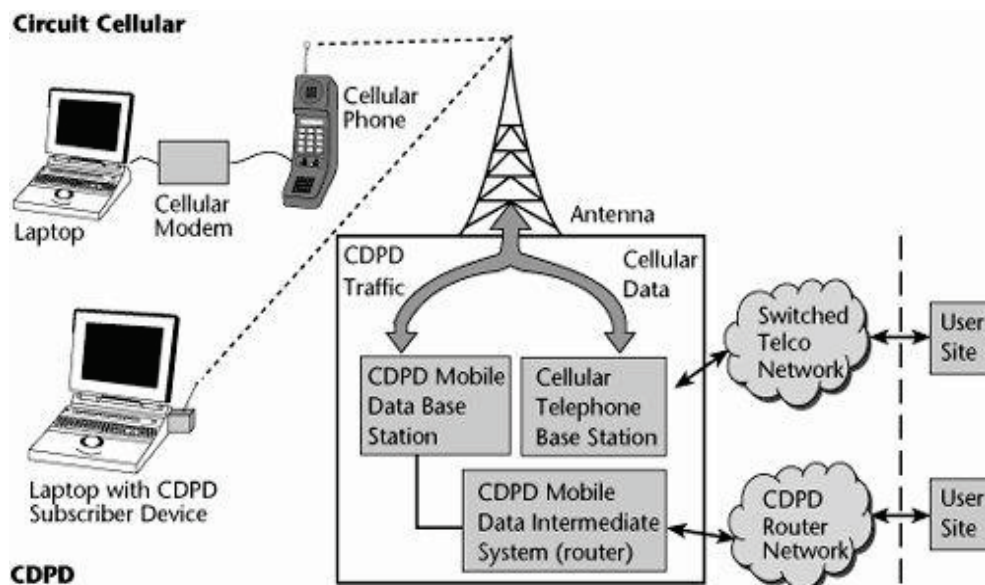 Circuit Cellular
Cellular
Phone
Laptop
Cellular
Modem
Antenna
CDPD
Traffic
Cellular
Data
Switched
Telco
Network
User
Site
CDPD Mobile
Data Base
Station
Cellular
Telephone
Base Station
Laptop with CDPD
Subscriber Device
CDPD Mobile
Data Intermediate
System (router)
CDPD
Router
Network
User
Site
CDPD